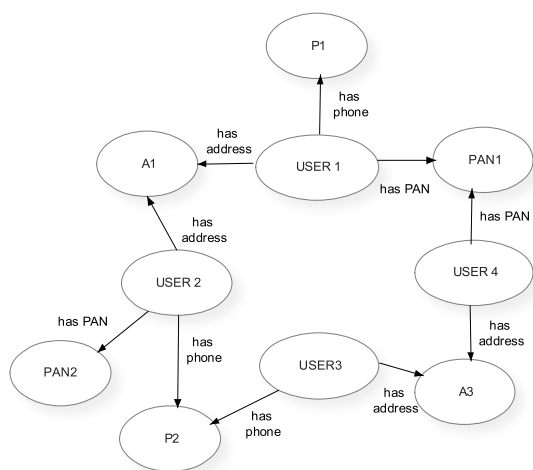 P1
has
phone
has
address
A1
USER 1
PAN1
has PAN
has PAN
has
address
USER 2
USER 4
has PAN
has
phone
has
address
USER3
PAN2
has
address
A3
has
phone
P2